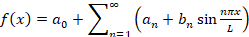 f(x) = a₀ + ∑ₙ₌₁^∞ (aₙ + bₙ sin nπx/L)